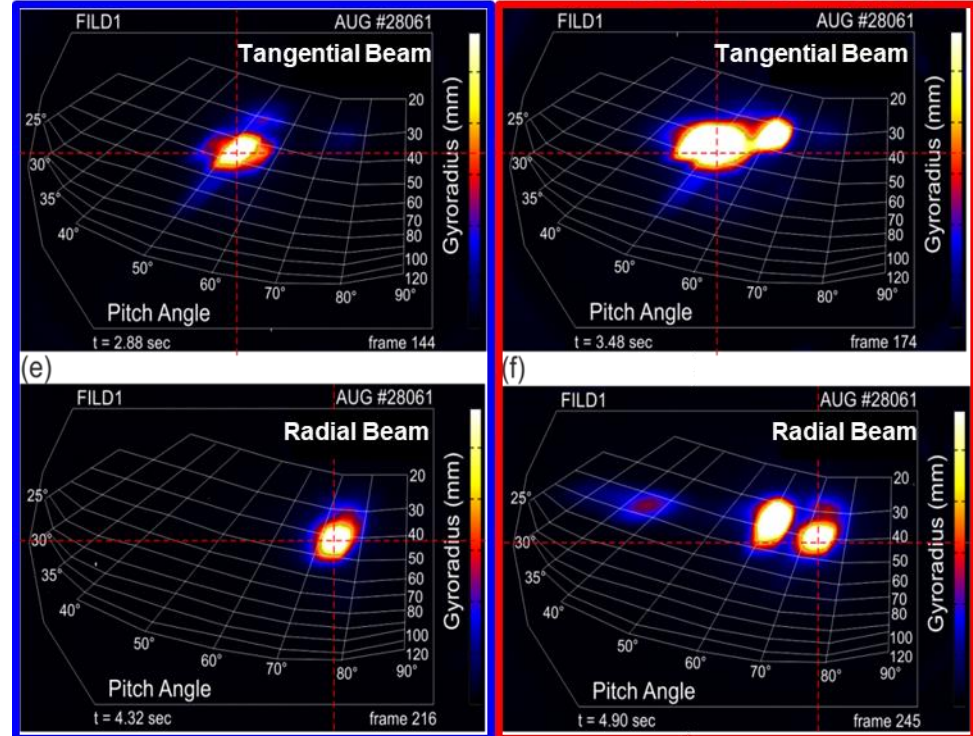 FILD1 AUG #28061
Tangential Beam
20
25° 30
30° 40
35° 50
60
40° 70
80
50° 100
60° 120
70° 80° 90°
Gyroradius (mm)
Pitch Angle
t = 2.88 sec frame 144
FILD1 AUG #28061
Tangential Beam
20
25° 30
30° 40
35° 50
60
40° 70
80
50° 100
60° 120
70° 80° 90°
Gyroradius (mm)
Pitch Angle
t = 3.48 sec frame 174
(e)
FILD1 AUG #28061
Radial Beam
20
25° 30
30° 40
50
35° 60
40° 70
80
50° 100
60° 120
70° 80° 90°
Gyroradius (mm)
Pitch Angle
t = 4.32 sec frame 216
(f)
FILD1 AUG #28061
Radial Beam
20
25° 30
30° 40
50
35° 60
40° 70
80
50° 100
60° 120
70° 80° 90°
Gyroradius (mm)
Pitch Angle
t = 4.90 sec frame 245